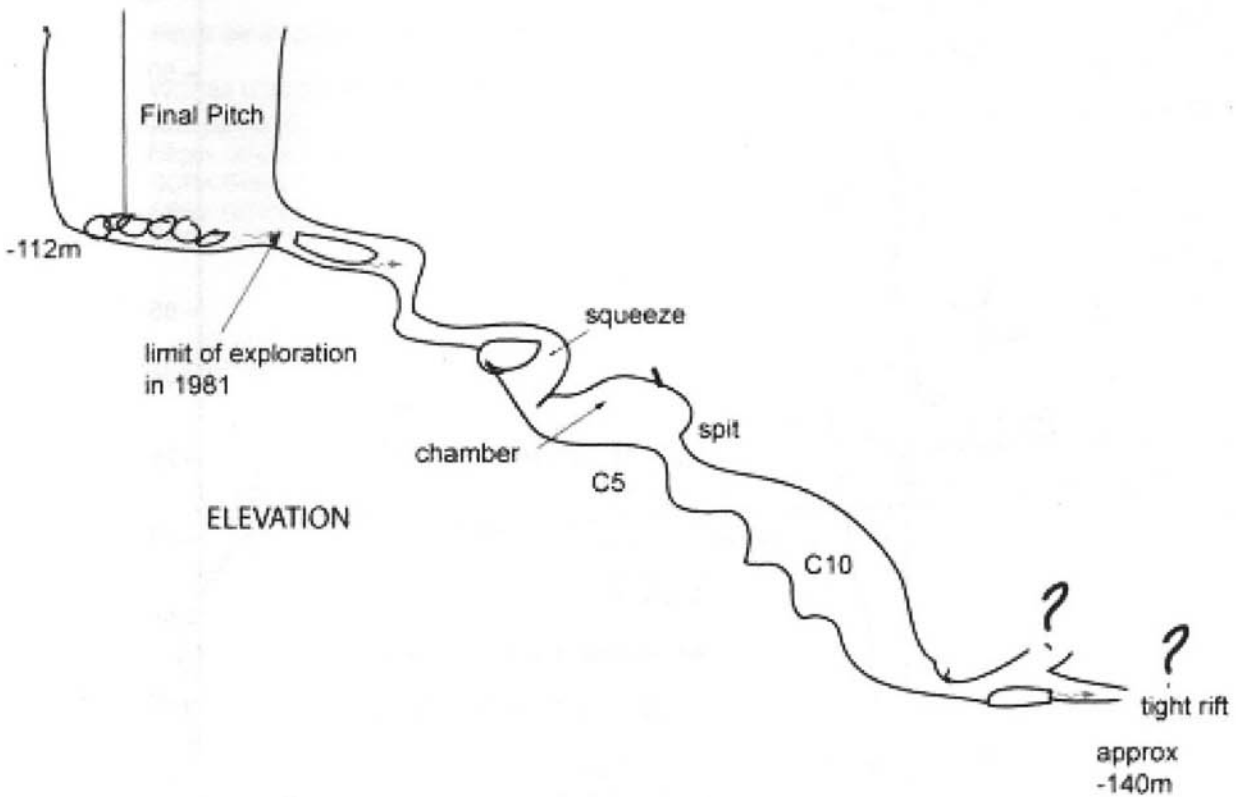 Final Pitch
-112m
limit of exploration
in 1981
squeeze
spit
chamber
C5
ELEVATION
C10
?
?
tight rift
approx
-140m